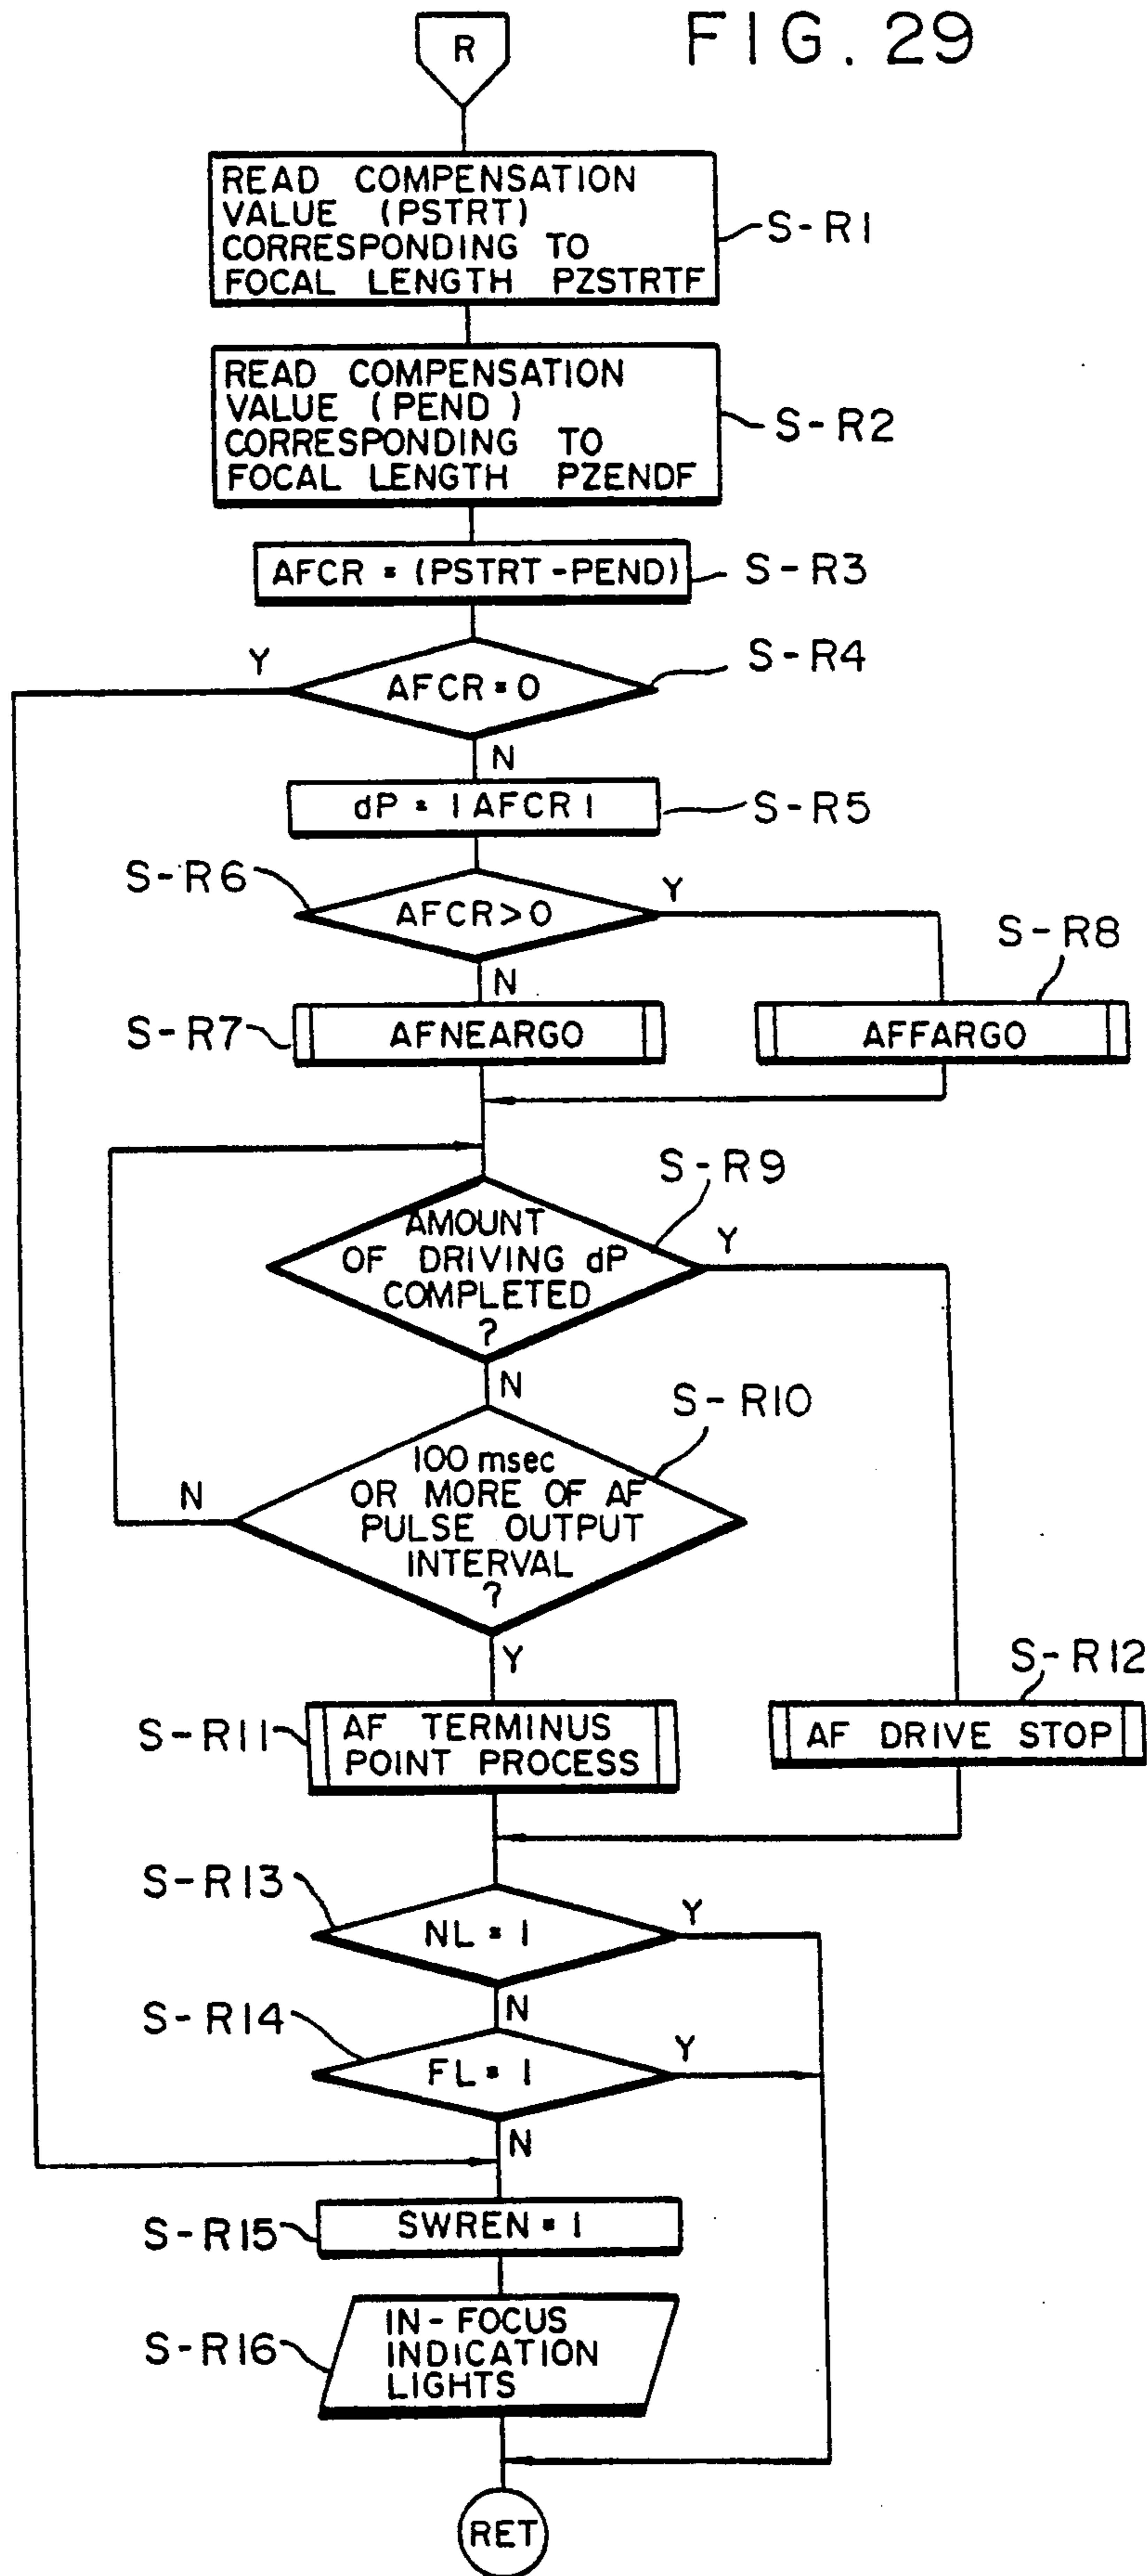 FIG. 29
R
READ COMPENSATION
VALUE (PSTRT)
CORRESPONDING TO
FOCAL LENGTH PZSTRTF
S-R1
READ COMPENSATION
VALUE (PEND)
CORRESPONDING TO
FOCAL LENGTH PZENDF
S-R2
AFCR = (PSTRT-PEND)
S-R3
Y
AFCR = 0
S-R4
N
dP = |AFCR|
S-R5
S-R6
AFCR>0
Y
N
S-R8
S-R7
AFNEARGO
AFFARGO
S-R9
AMOUNT
OF DRIVING dP
COMPLETED
?
Y
N
S-R10
100 msec
OR MORE OF AF
PULSE OUTPUT
INTERVAL
?
N
Y
S-R12
S-R11
AF TERMINUS
POINT PROCESS
AF DRIVE STOP
S-R13
NL = 1
Y
N
S-R14
FL = 1
Y
N
S-R15
SWREN = 1
S-R16
IN-FOCUS
INDICATION
LIGHTS
RET